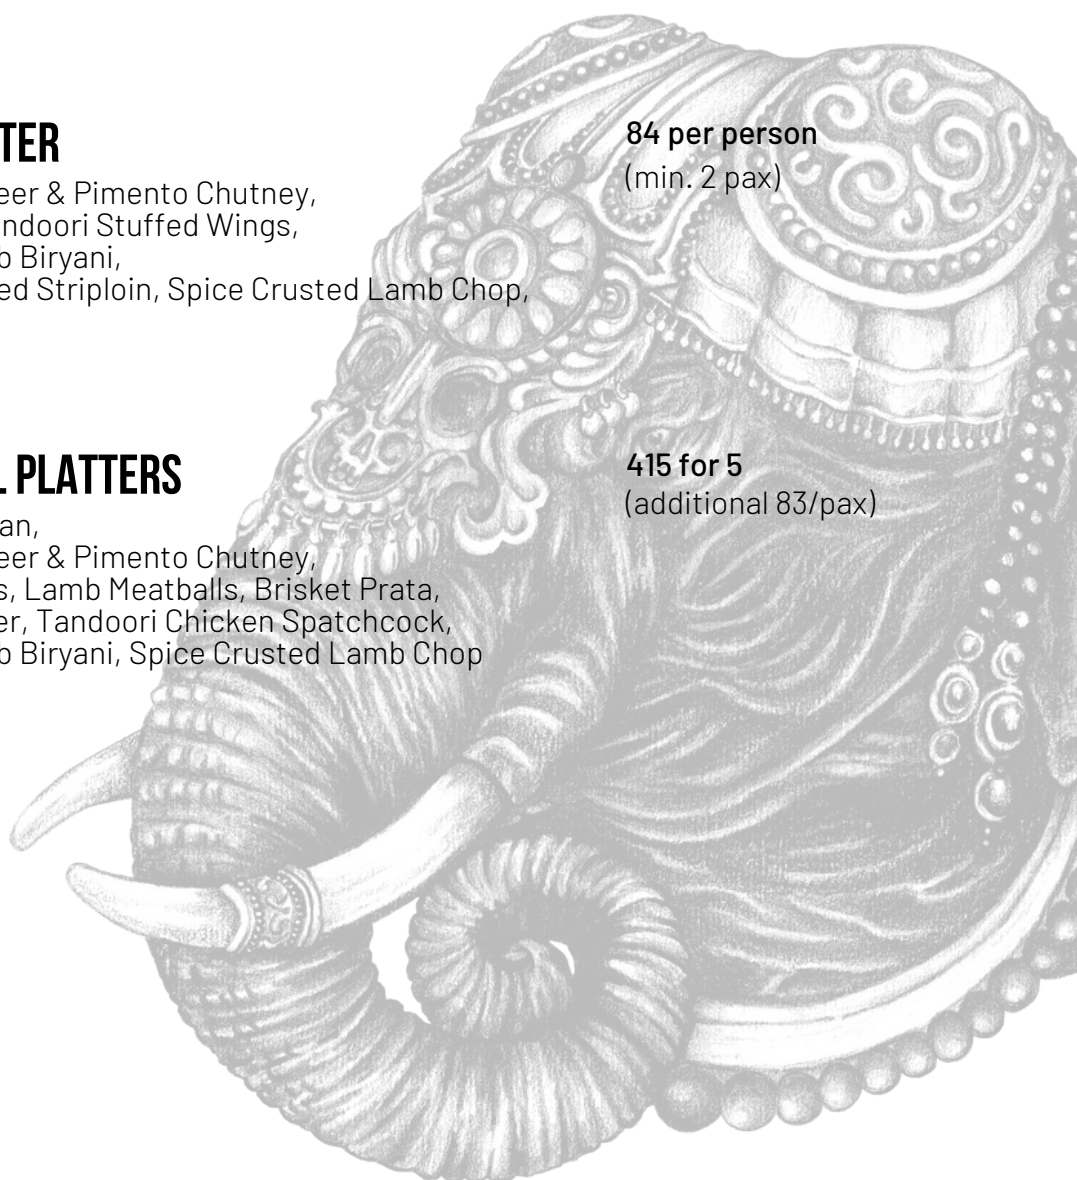 TER
84 per person
eer & Pimento Chutney,
(min. 2 pax)
ndoori Stuffed Wings,
b Biryani,
ed Striploin, Spice Crusted Lamb Chop,
L PLATTERS
415 for 5
an,
(additional 83/pax)
eer & Pimento Chutney,
s, Lamb Meatballs, Brisket Prata,
er, Tandoori Chicken Spatchcock,
b Biryani, Spice Crusted Lamb Chop